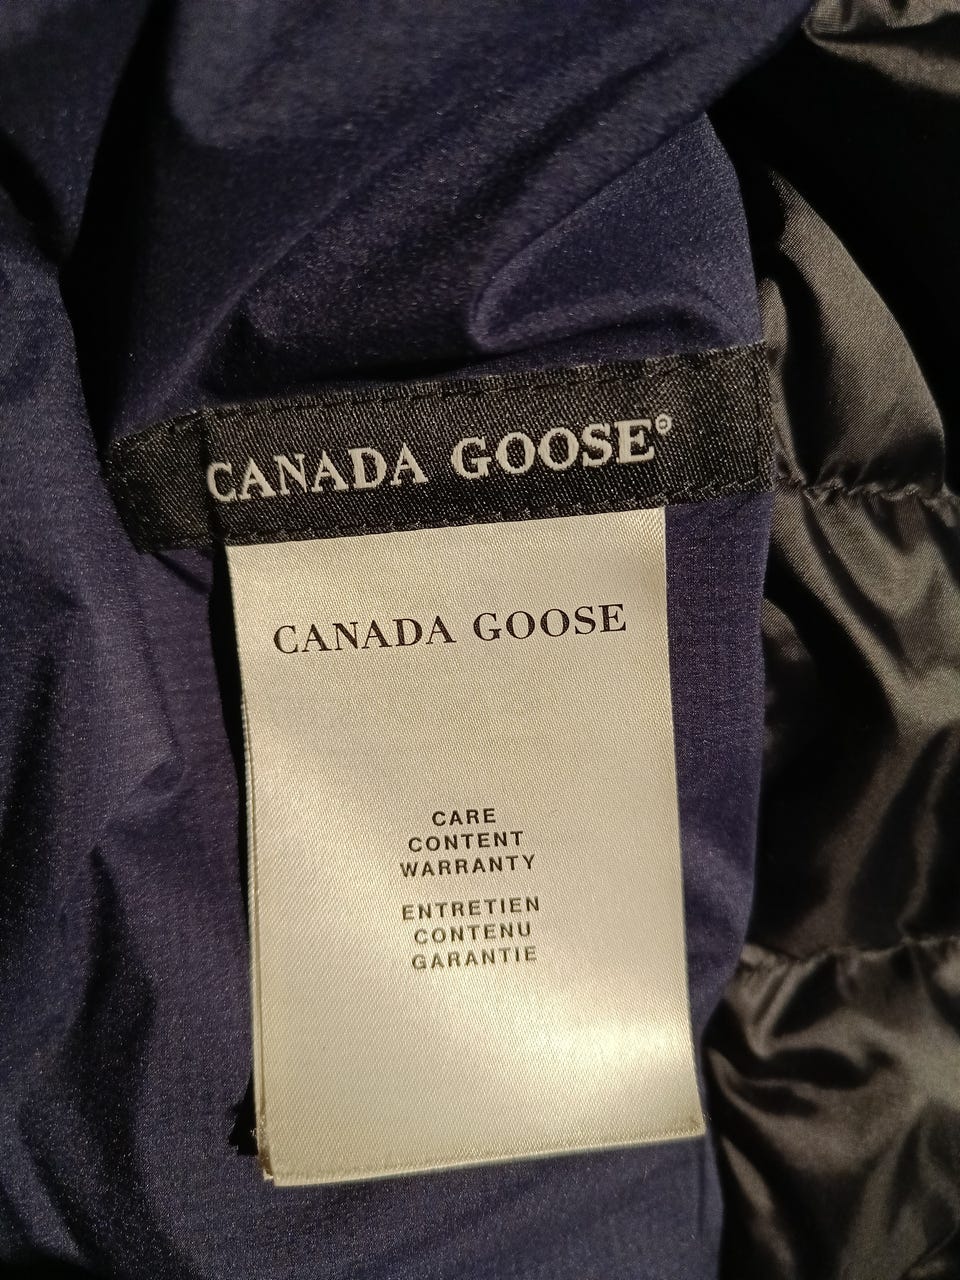 CANADA GOOSE®
CANADA GOOSE
CARE
CONTENT
WARRANTY
ENTRETIEN
CONTENU
GARANTIE